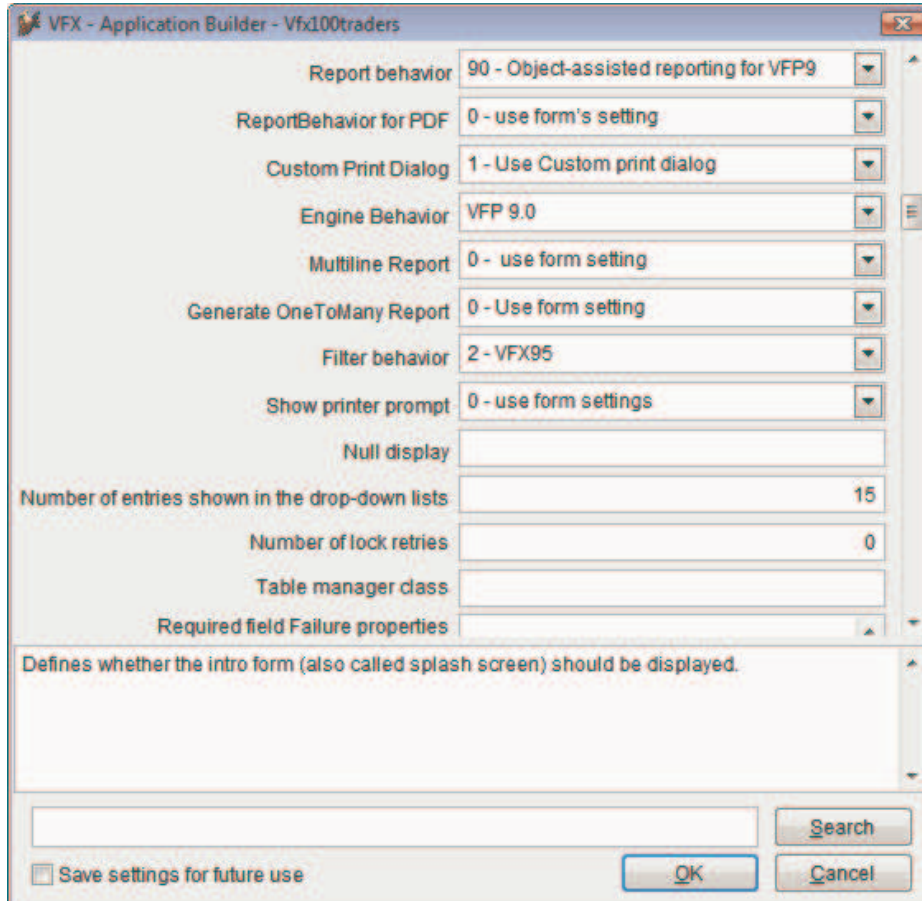 VFX - Application Builder - Vfx100traders
Report behavior 90 - Object-assisted reporting for VFP9
ReportBehavior for PDF 0 - use form's setting
Custom Print Dialog 1 - Use Custom print dialog
Engine Behavior VFP 9.0
Multiline Report 0 -  use form setting
Generate OneToMany Report 0 - Use form setting
Filter behavior 2 - VFX95
Show printer prompt 0 - use form settings
Null display
Number of entries shown in the drop-down lists 15
Number of lock retries 0
Table manager class
Required field Failure properties
Defines whether the intro form (also called splash screen) should be displayed.
Search
Save settings for future use OK Cancel